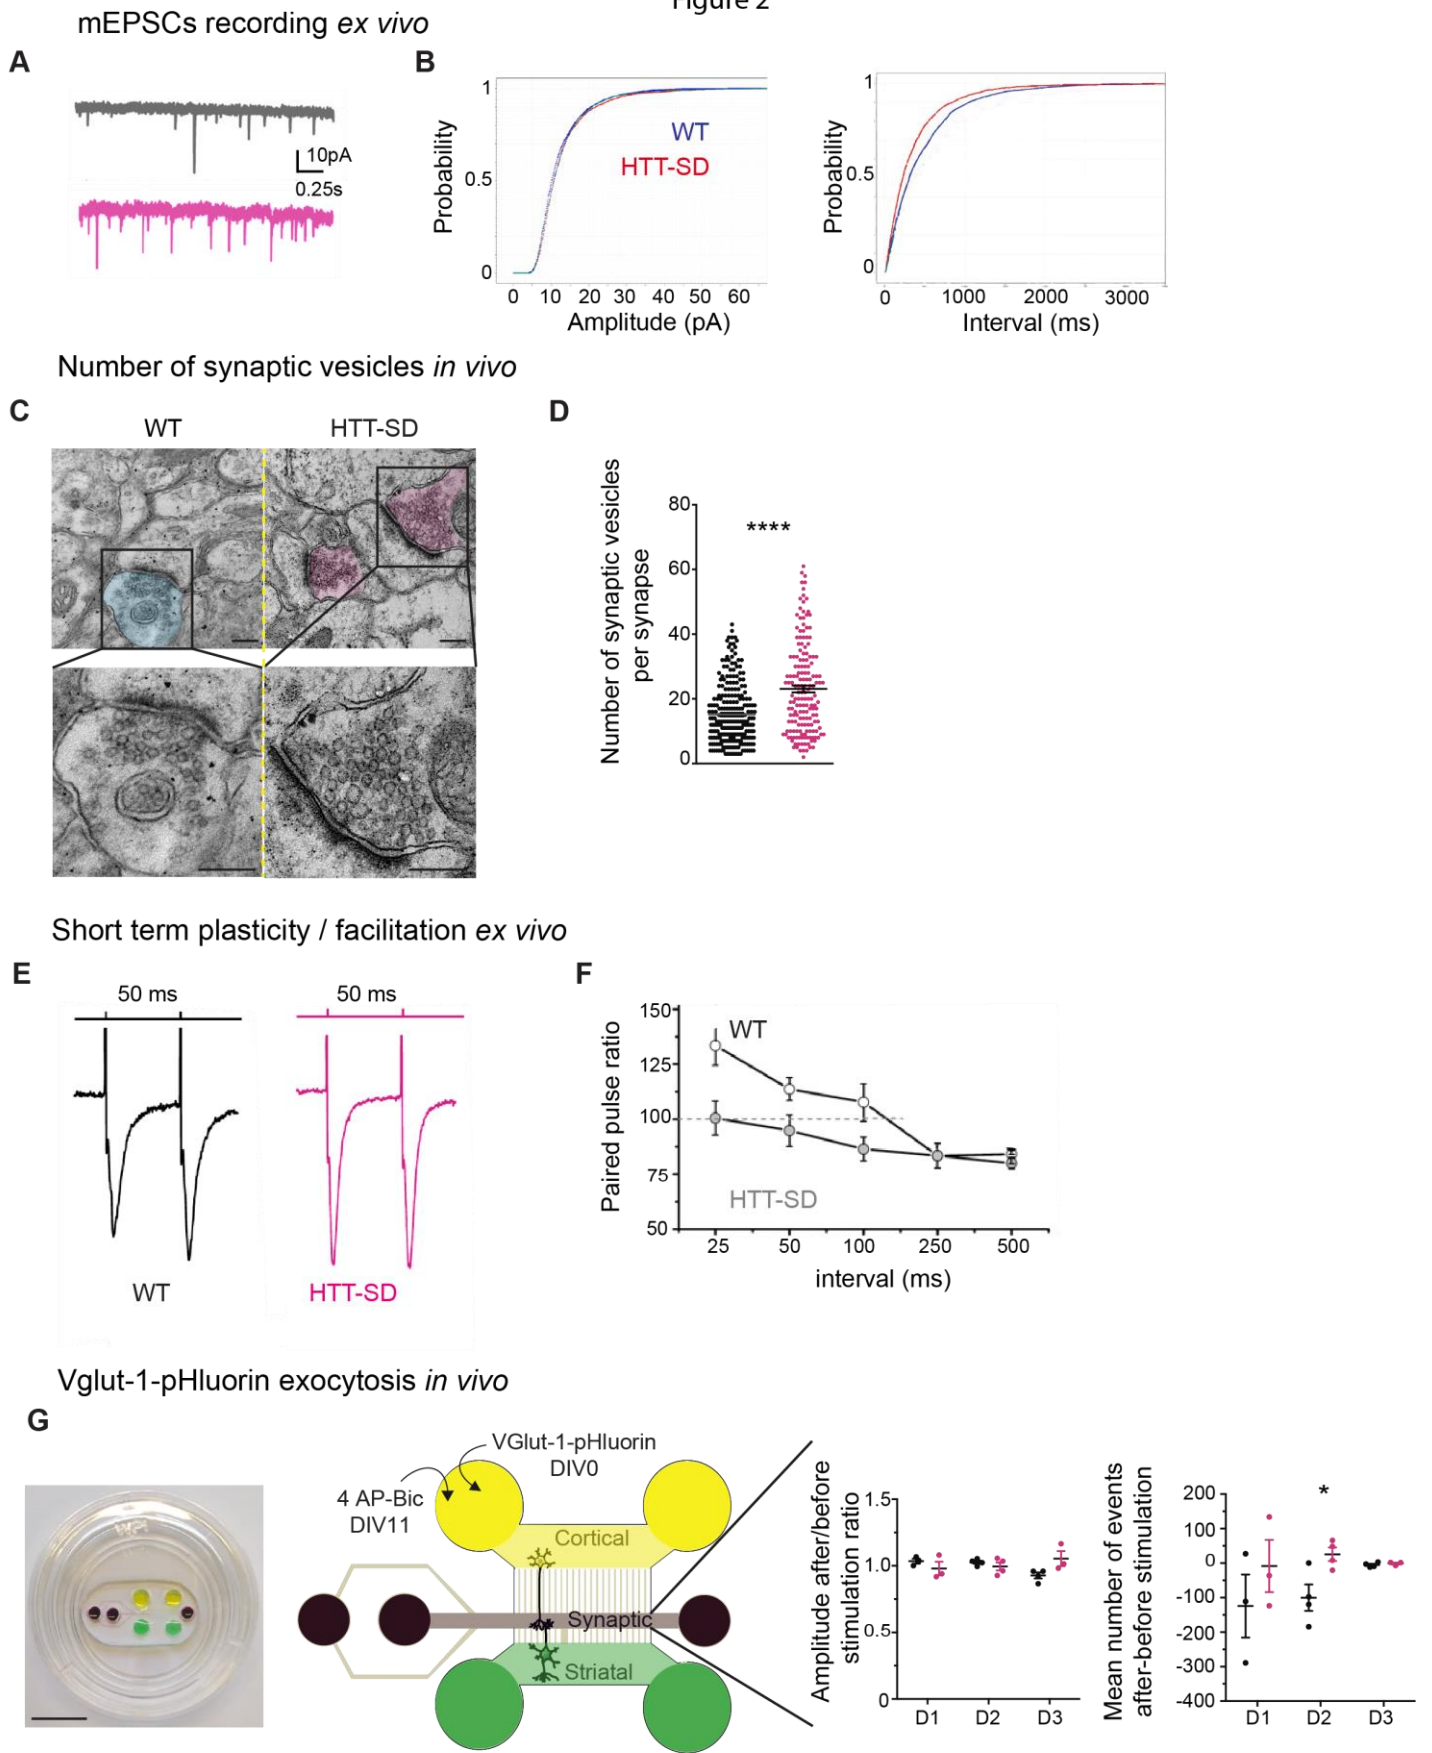 Figure 2
mEPSCs recording ex vivo
A
10pA
0.25s
B
Probability
1
0.5
0
WT
HTT-SD
0 10 20 30 40 50 60
Amplitude (pA)
Probability
1
0.5
0
0 1000 2000 3000
Interval (ms)
Number of synaptic vesicles in vivo
C
WT HTT-SD
D
Number of synaptic vesicles
per synapse
80
60
40
20
0
****
Short term plasticity / facilitation ex vivo
E
50 ms 50 ms
WT HTT-SD
F
Paired pulse ratio
150
125
100
75
50
WT
HTT-SD
25 50 100 250 500
interval (ms)
Vglut-1-pHluorin exocytosis in vivo
G
VGlut-1-pHluorin
DIV0
4 AP-Bic
DIV11
Cortical
Synaptic
Striatal
Amplitude after/before
stimulation ratio
1.5
1.0
0.5
0
D1 D2 D3
Mean number of events
after-before stimulation
200
100
0
-100
-200
-300
-400
*
D1 D2 D3